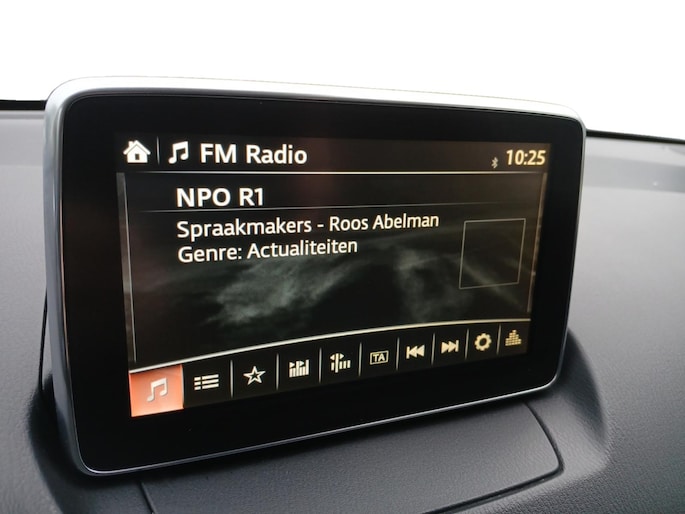 FM Radio 10:25
NPO R1
Spraakmakers - Roos Abelman
Genre: Actualiteiten
TA